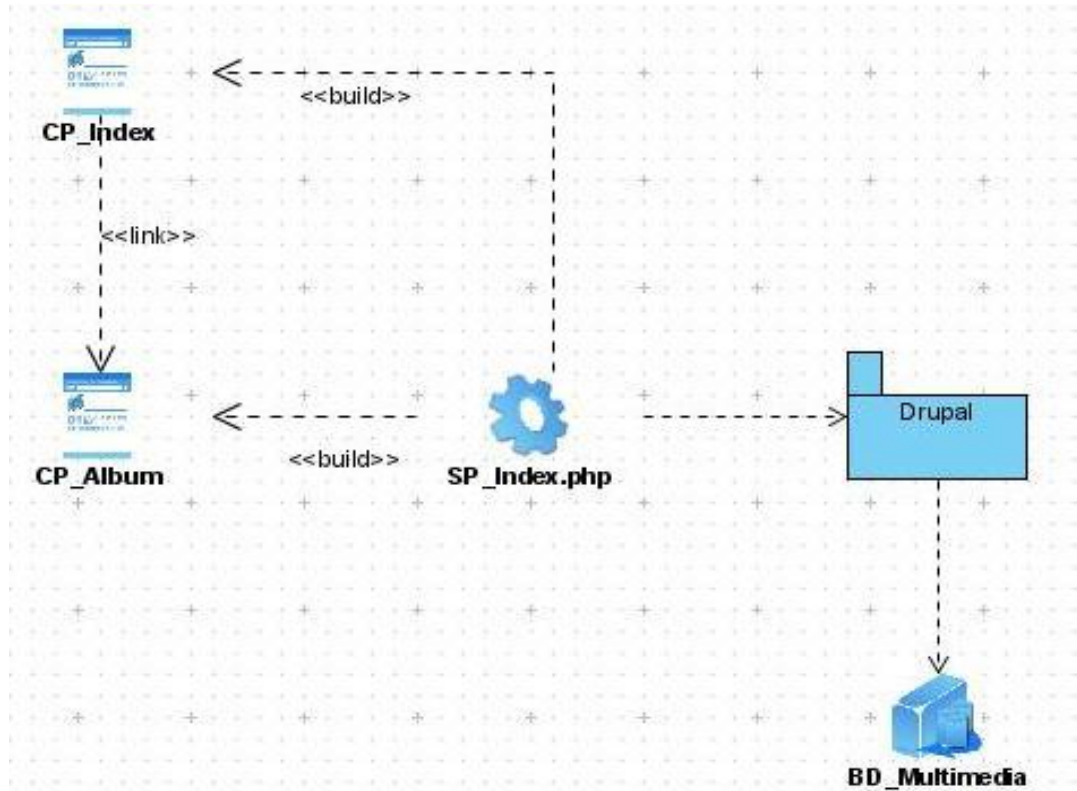 <<build>>
CP_Index
<<link>>
Drupal
<<build>>
CP_Album
SP_Index.php
BD_Multimedia